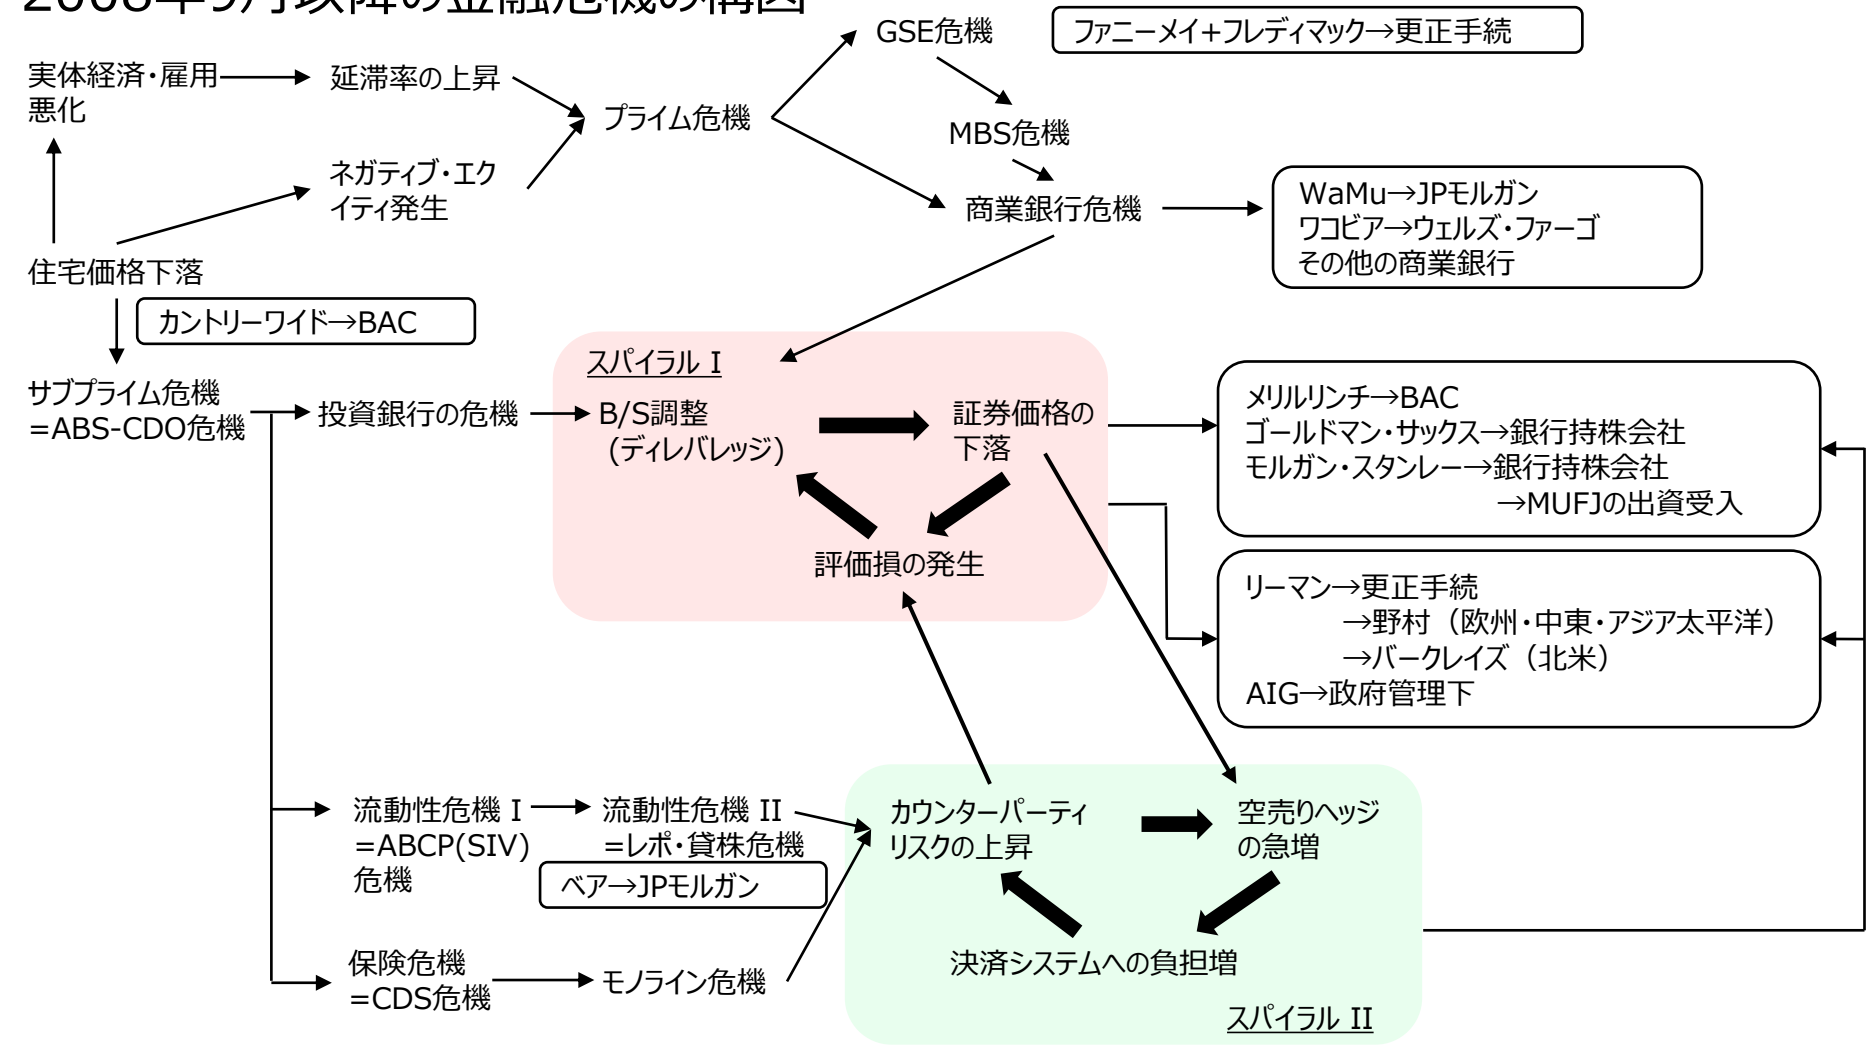 2008年9月以降の金融危機の構図
GSE危機
ファニーメイ+フレディマック→更正手続
実体経済・雇用
悪化
延滞率の上昇
プライム危機
MBS危機
ネガティブ・エク
イティ発生
商業銀行危機
WaMu→JPモルガン
ワコビア→ウェルズ・ファーゴ
その他の商業銀行
住宅価格下落
カントリーワイド→BAC
スパイラル I
サブプライム危機
=ABS-CDO危機
投資銀行の危機
B/S調整
(ディレバレッジ)
証券価格の
下落
評価損の発生
メリルリンチ→BAC
ゴールドマン・サックス→銀行持株会社
モルガン・スタンレー→銀行持株会社
→MUFJの出資受入
リーマン→更正手続
→野村（欧州・中東・アジア太平洋）
→バークレイズ（北米）
AIG→政府管理下
流動性危機 I
=ABCP(SIV)
危機
流動性危機 II
=レポ・貸株危機
ベア→JPモルガン
カウンターパーティ
リスクの上昇
空売りヘッジ
の急増
決済システムへの負担増
保険危機
=CDS危機
モノライン危機
スパイラル II